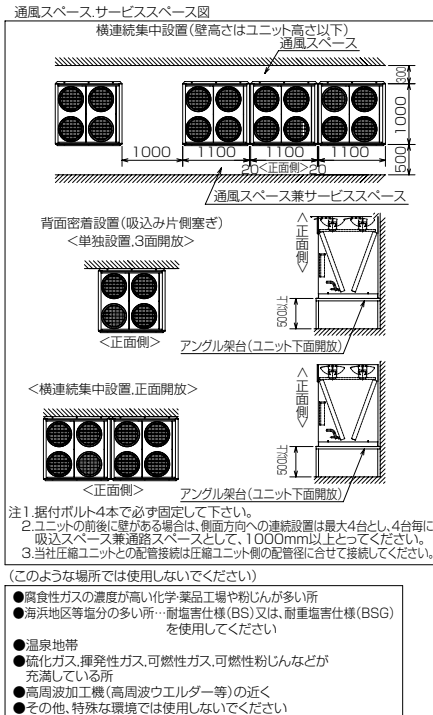 通風スペース.サービススペース図
横連続集中設置(壁高さはユニット高さ以下)
通風スペース
300
1000
500
1000
1100
1100
1100
20
<正面側>
20
通風スペース兼サービススペース
背面密着設置(吸込み片側塞ぎ)
<単独設置,3面開放>
<正面側>
<正面側>
500以上
アングル架台(ユニット下面開放)
<横連続集中設置,正面開放>
<正面側>
<正面側>
500以上
アングル架台(ユニット下面開放)
注1.据付ボルト4本で必ず固定して下さい。
2.ユニットの前後に壁がある場合は,側面方向への連続設置は最大4台とし,4台毎に
吸込スペース兼通路スペースとして,1000mm以上とってください。
3.当社圧縮ユニットとの配管接続は圧縮ユニット側の配管径に合せて接続してください。
(このような場所では使用しないでください)
●腐食性ガスの濃度が高い化学・薬品工場や粉じんが多い所
●海浜地区等塩分の多い所…耐塩害仕様(BS)又は,耐重塩害仕様(BSG)
を使用してください
●温泉地帯
●硫化ガス,揮発性ガス,可燃性ガス,可燃性粉じんなどが
充満している所
●高周波加工機(高周波ウエルダー等)の近く
●その他、特殊な環境では使用しないでください